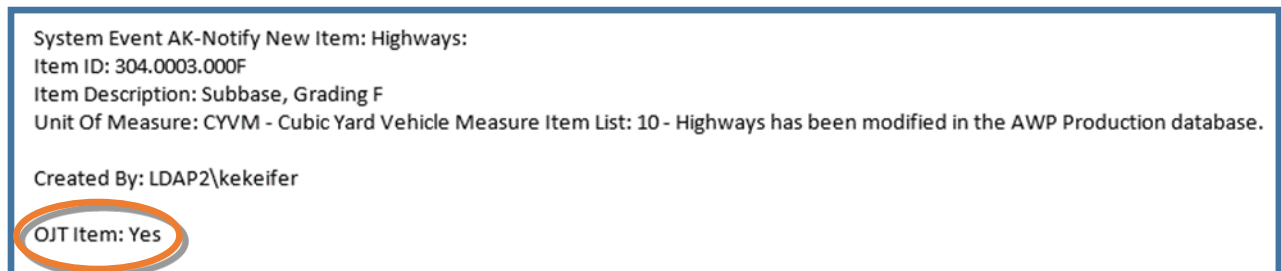 System Event AK-Notify New Item: Highways:
Item ID: 304.0003.000F
Item Description: Subbase, Grading F
Unit Of Measure: CYVM - Cubic Yard Vehicle Measure Item List: 10 - Highways has been modified in the AWP Production database.
Created By: LDAP2\kekeifer
OJT Item: Yes